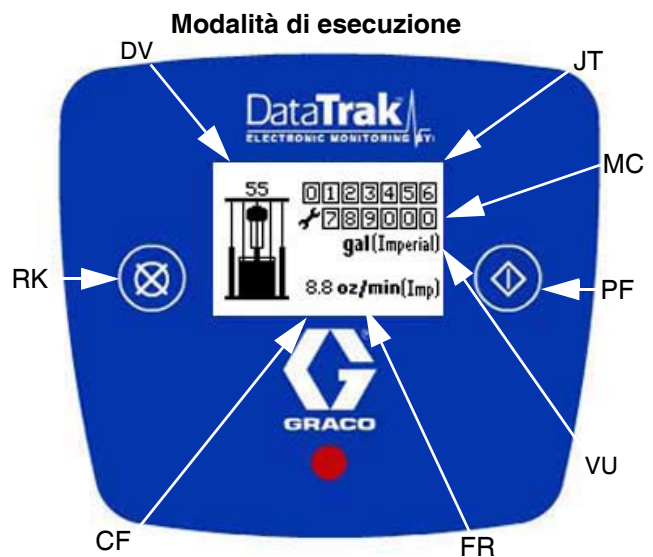 Modalità di esecuzione
DV
JT
DataTrak
ELECTRONIC MONITORING BY:
MC
55
0123456
789000
gal(Imperial)
RK
8.8 oz/min(Imp)
PF
GRACO
VU
CF
FR